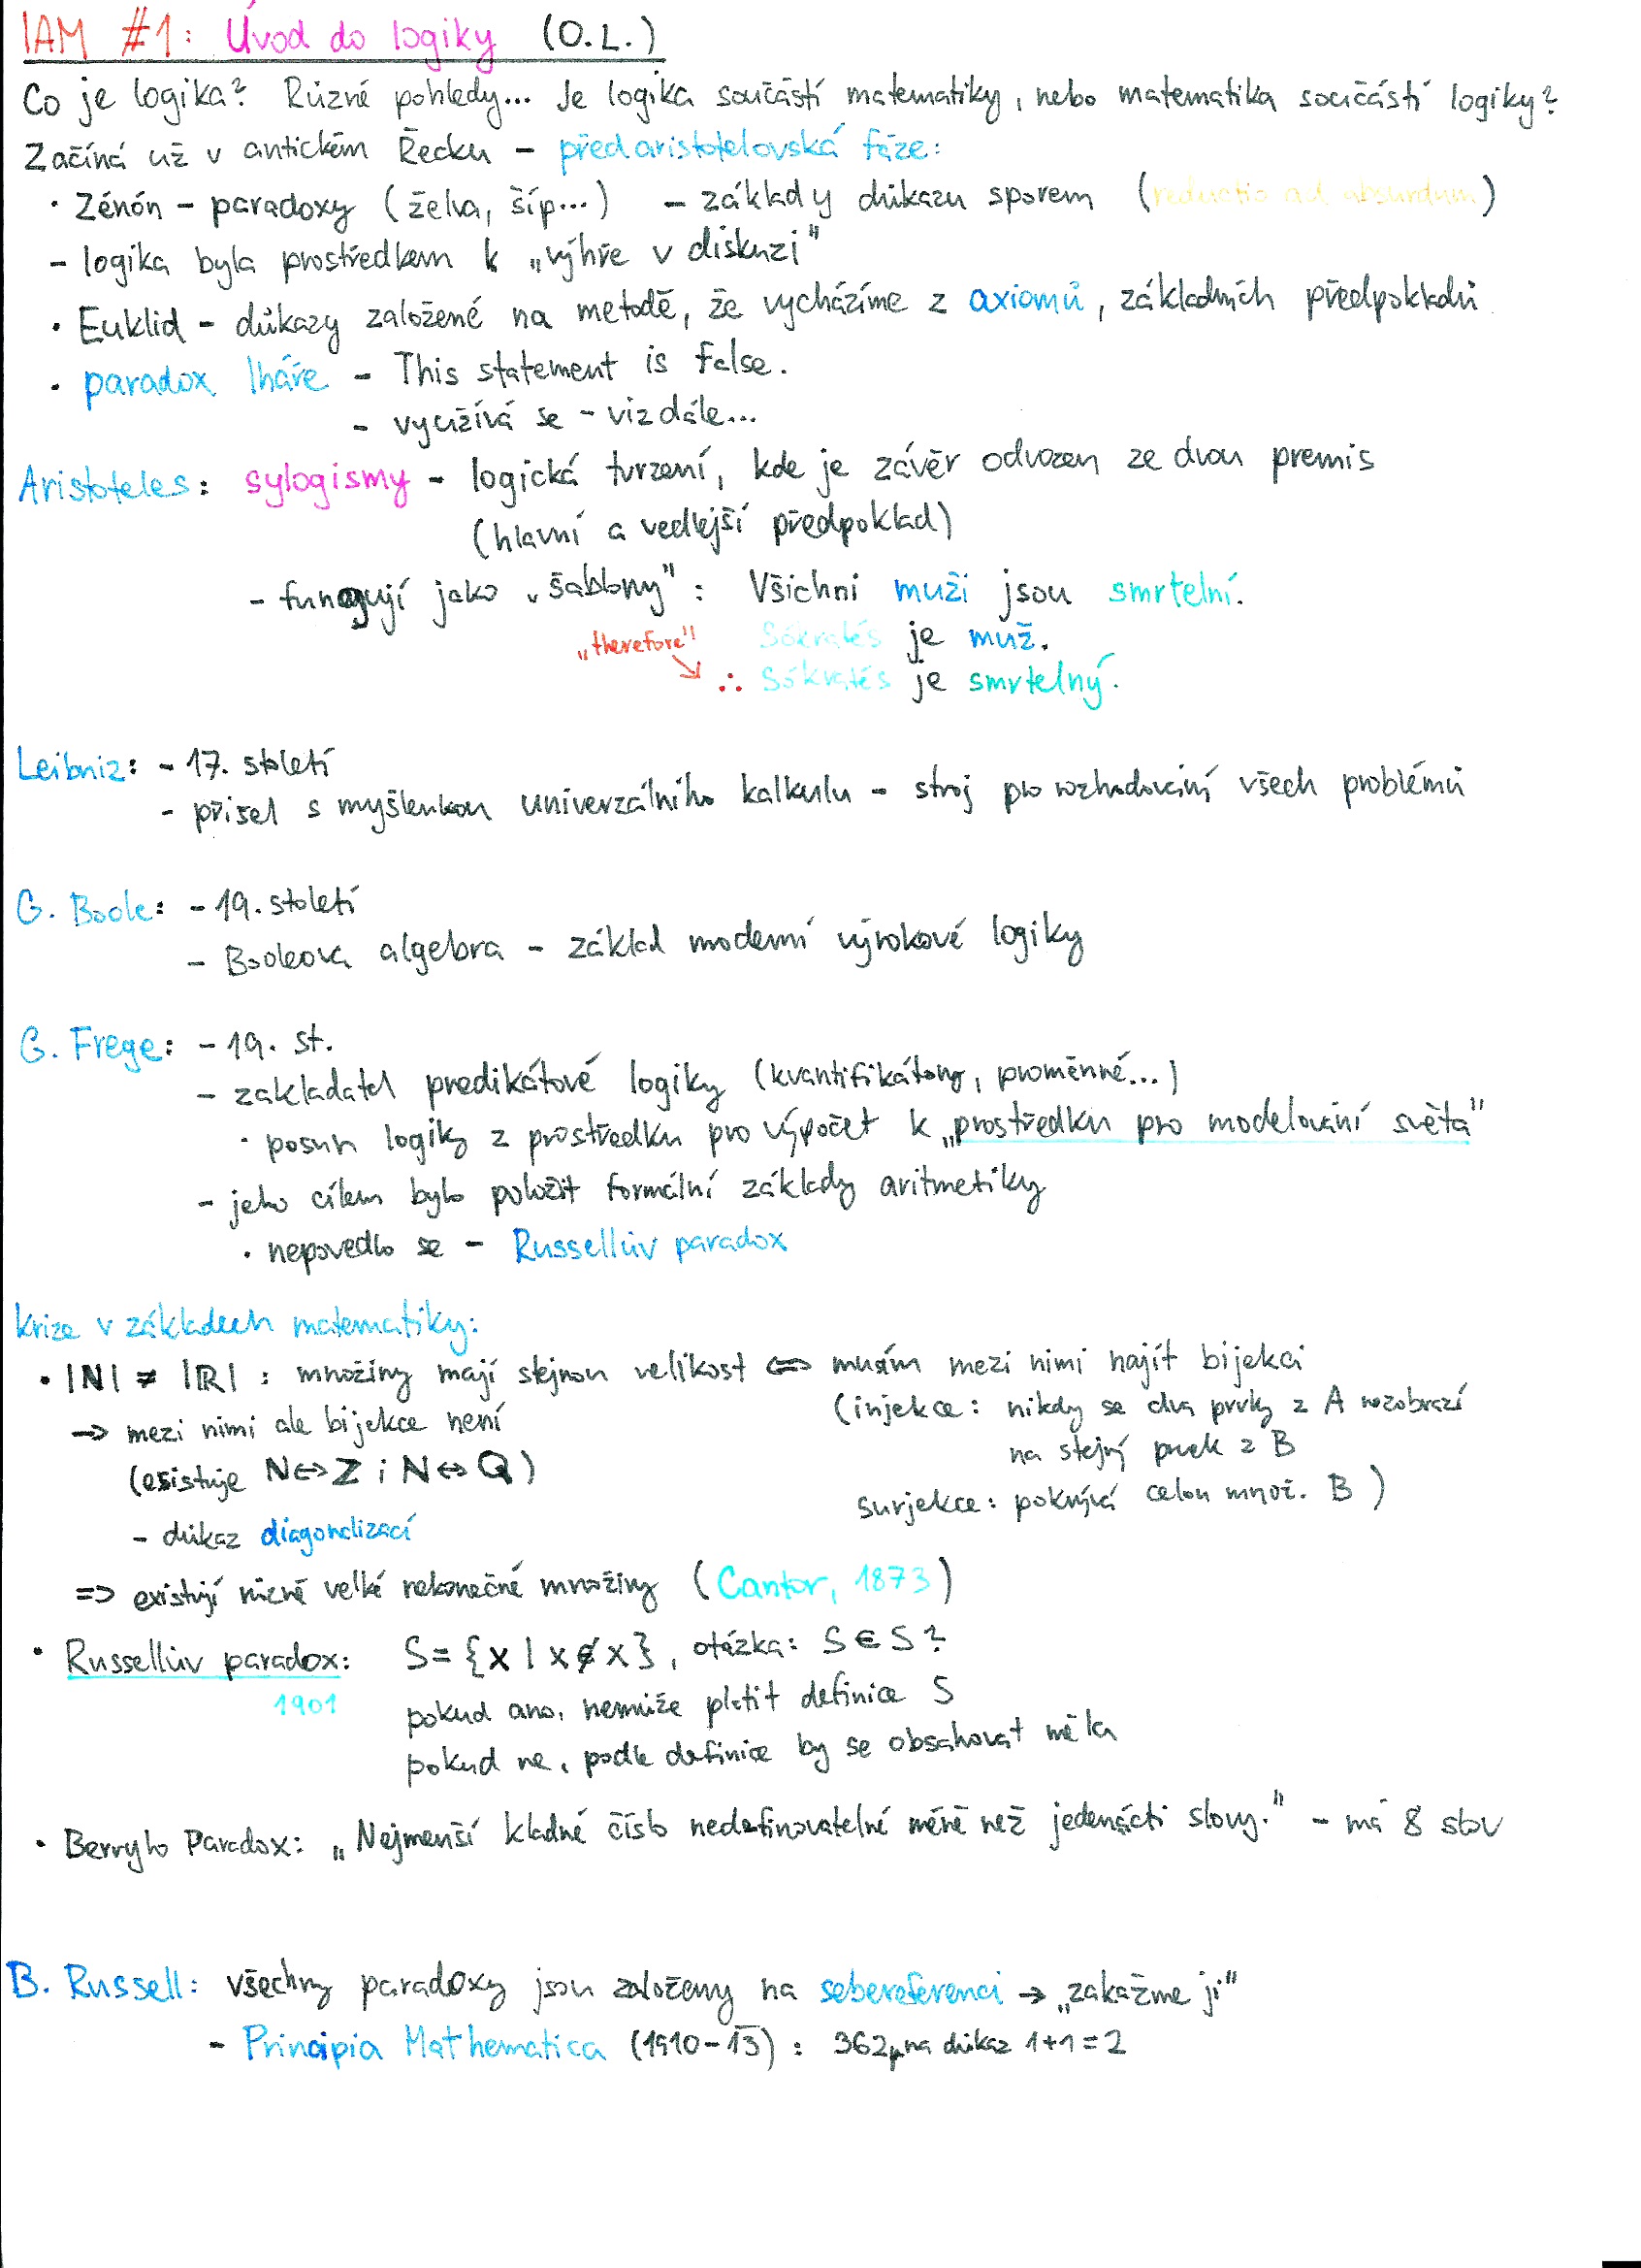 IAM #1: Úvod do logiky (O.L.)
Co je logika? Různé pohledy... Je logika součástí matematiky, nebo matematika součástí logiky?
Začíná už v antickém Řecku - předaristotelovská fáze:
• Zénón - paradoxy (želva, šíp...) - základy důkazu sporem (reductio ad absurdum)
- logika byla prostředkem k „výhře v diskuzi"
• Euklid - důkazy založené na metodě, že vycházíme z axiomů, základních předpokladů
• paradox lháře - This statement is false.
- využívá se - viz dále...
Aristoteles: sylogismy - logická tvrzení, kde je závěr odvozen ze dvou premis
(hlavní a vedlejší předpoklad)
- fungují jako „šablony": Všichni muži jsou smrtelní.
„therefore" Sókratés je muž.
∴ Sókratés je smrtelný.
Leibniz: - 17. století
- přišel s myšlenkou univerzálního kalkulu - stroj pro rozhodování všech problémů
G. Boole: - 19. století
- Booleova algebra - základ moderní výrokové logiky
G. Frege: - 19. st.
- zakladatel predikátové logiky (kvantifikátory, proměnné...)
• posun logiky z prostředku pro výpočet k „prostředku pro modelování světa"
- jeho cílem bylo položit formální základy aritmetiky
• nepovedlo se - Russellův paradox
Krize v základech matematiky:
• |N| ≠ |R| : množiny mají stejnou velikost ⇔ musím mezi nimi najít bijekci
(injekce: nikdy se dva prvky z A nezobrazí
→ mezi nimi ale bijekce není
na stejný prvek z B
(existuje N↔Z i N↔Q)
surjekce: pokrývá celou množ. B)
- důkaz diagonalizací
=> existují různě velké nekonečné množiny (Cantor, 1873)
• Russellův paradox: S = {x | x ∉ x}, otázka: S ∈ S?
1901 pokud ano, nemůže platit definice S
pokud ne, podle definice by se obsahovat měla
• Berryho Paradox: „Nejmenší kladné číslo nedefinovatelné méně než jedenácti slovy." - má 8 slov
B. Russell: všechny paradoxy jsou založeny na sebereferenci → „zakažme ji"
- Principia Mathematica (1910-13): 362 na důkaz 1+1=2